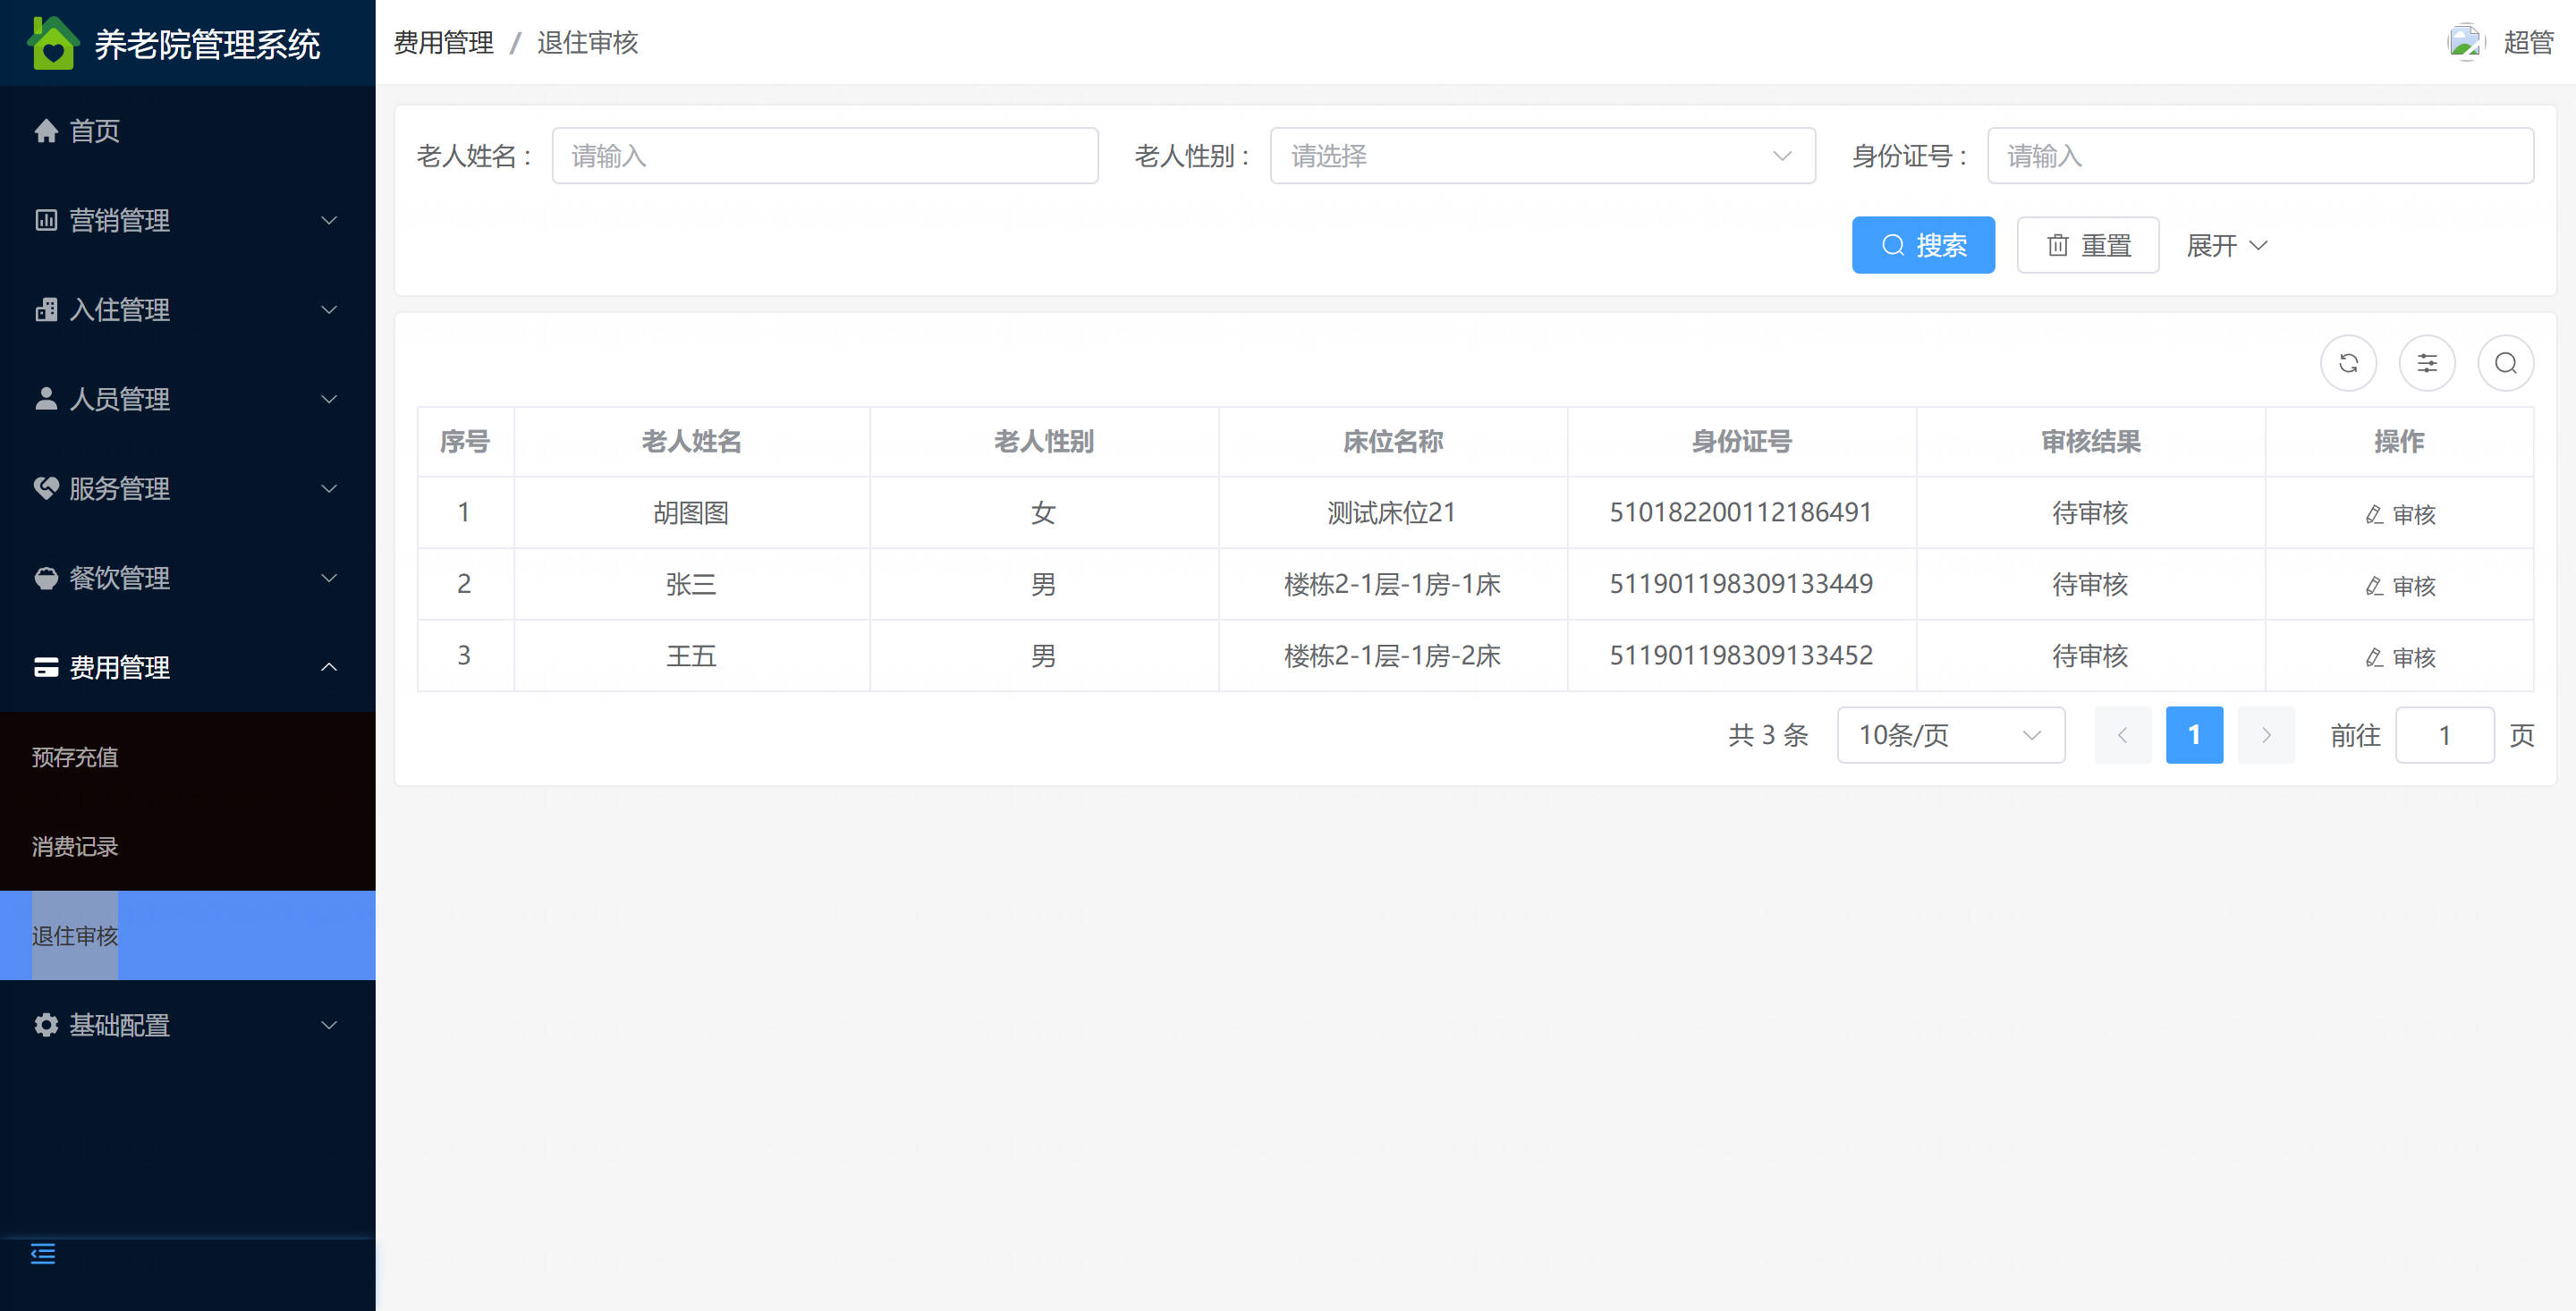 养老院管理系统
首页
营销管理
入住管理
人员管理
服务管理
餐饮管理
费用管理
预存充值
消费记录
退住审核
基础配置
费用管理 / 退住审核
超管
老人姓名： 请输入 老人性别： 请选择 身份证号： 请输入
搜索 重置 展开
序号 老人姓名 老人性别 床位名称 身份证号 审核结果 操作
1 胡图图 女 测试床位21 510182200112186491 待审核 审核
2 张三 男 楼栋2-1层-1房-1床 511901198309133449 待审核 审核
3 王五 男 楼栋2-1层-1房-2床 511901198309133452 待审核 审核
共 3 条 10条/页 1 前往 1 页